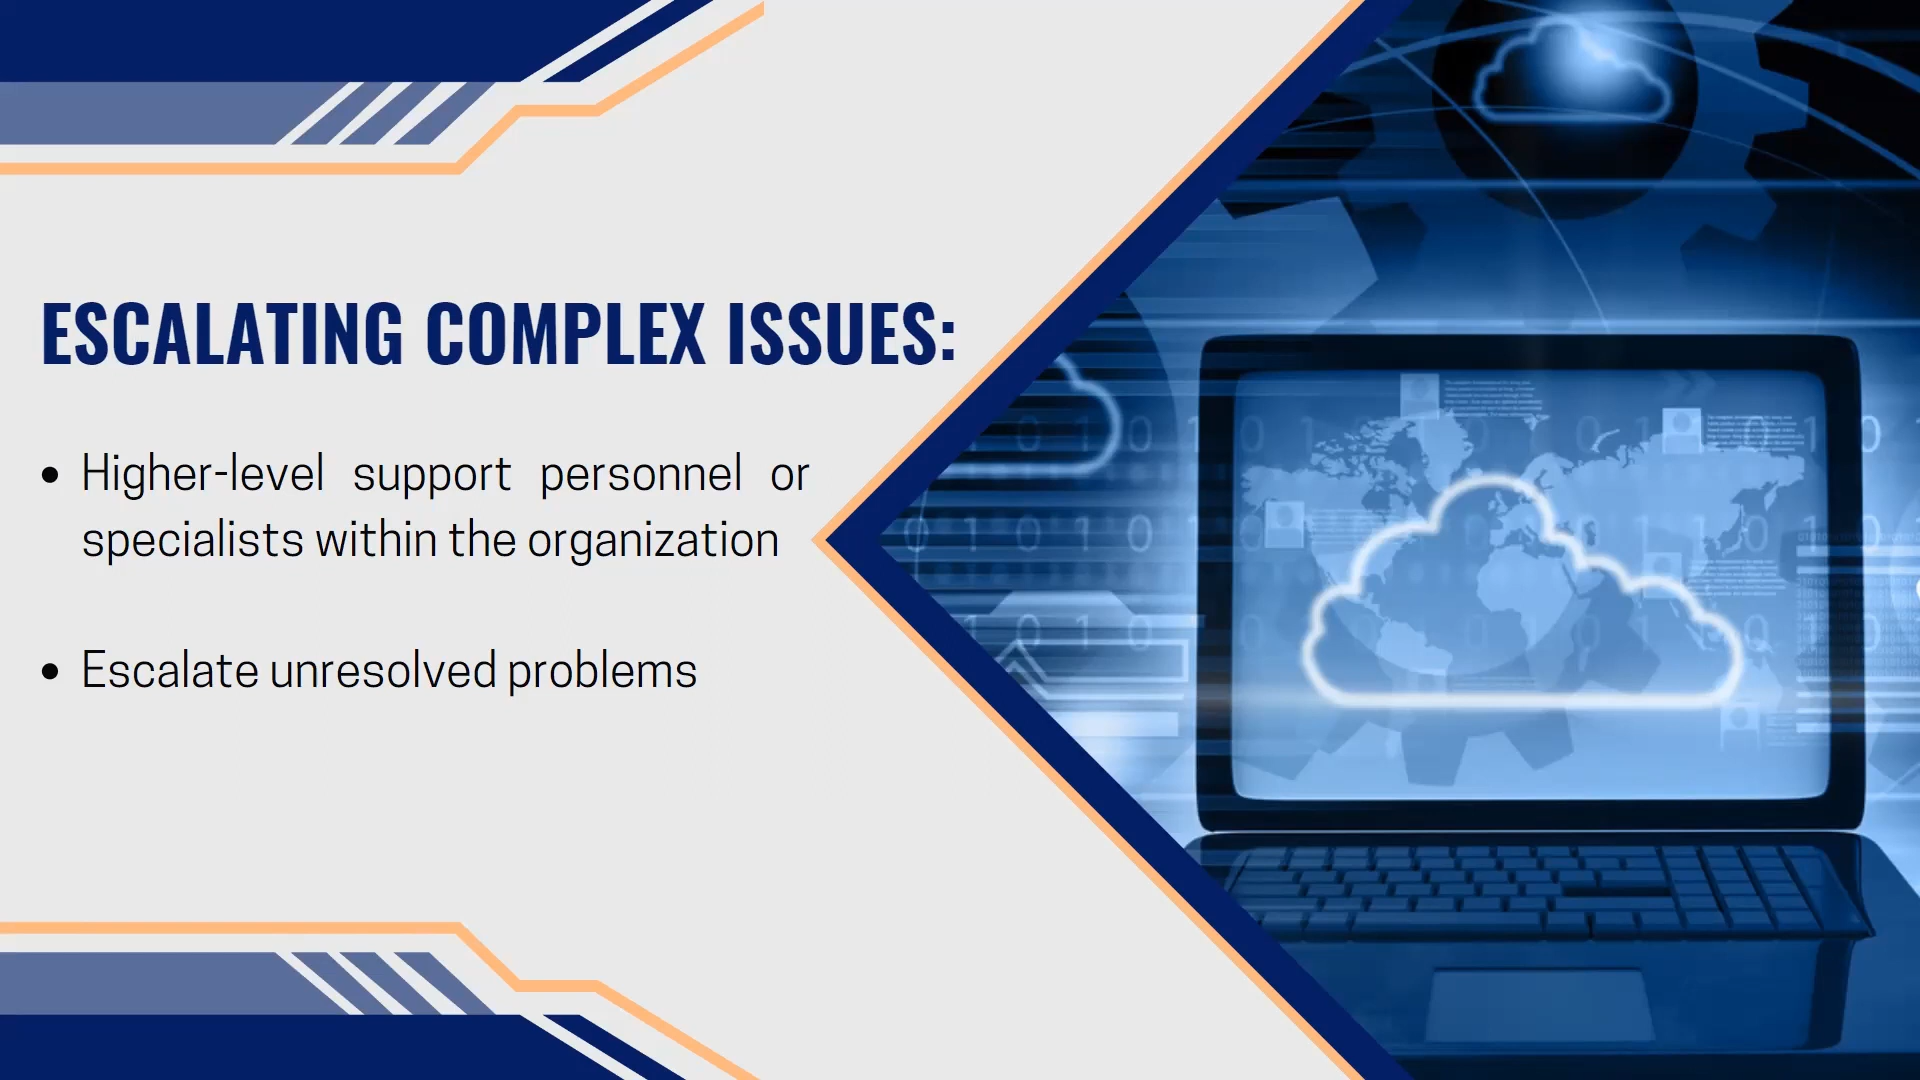 ESCALATING COMPLEX ISSUES:
• Higher-level support personnel or
specialists within the organization
• Escalate unresolved problems